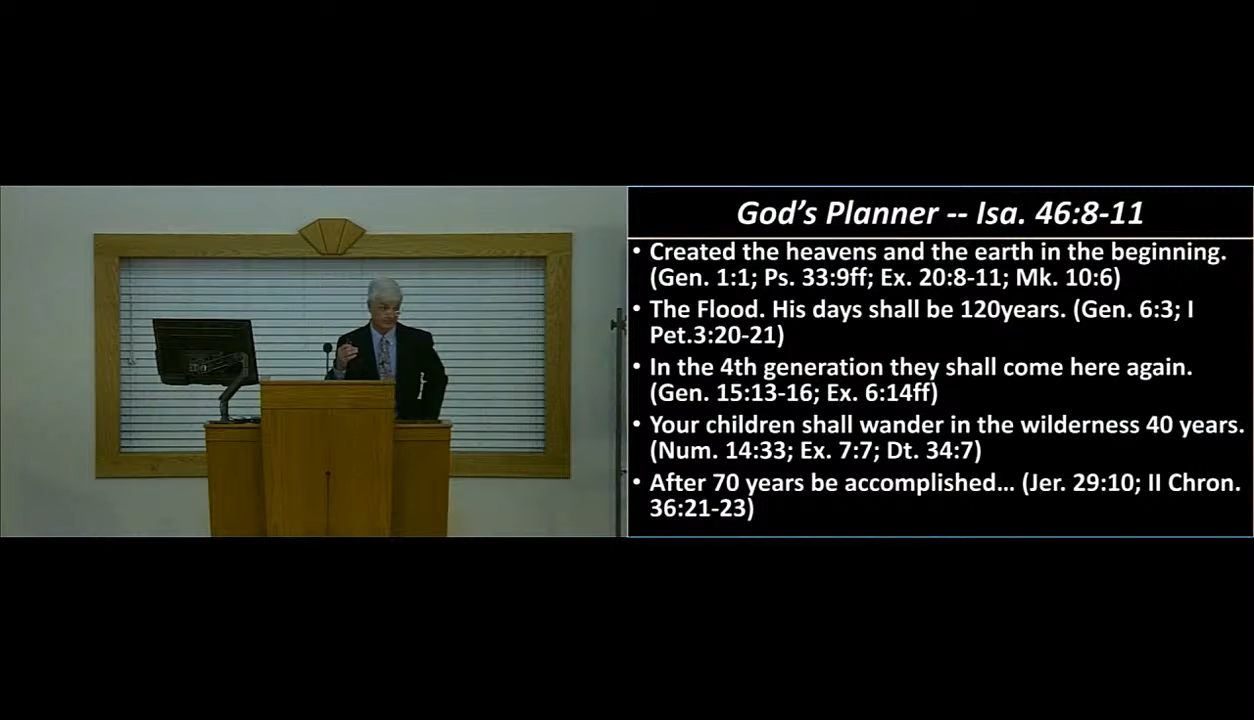 God's Planner -- Isa. 46:8-11
• Created the heavens and the earth in the beginning.
(Gen. 1:1; Ps. 33:9ff; Ex. 20:8-11; Mk. 10:6)
• The Flood. His days shall be 120years. (Gen. 6:3; I
Pet.3:20-21)
• In the 4th generation they shall come here again.
(Gen. 15:13-16; Ex. 6:14ff)
• Your children shall wander in the wilderness 40 years.
(Num. 14:33; Ex. 7:7; Dt. 34:7)
• After 70 years be accomplished... (Jer. 29:10; II Chron.
36:21-23)